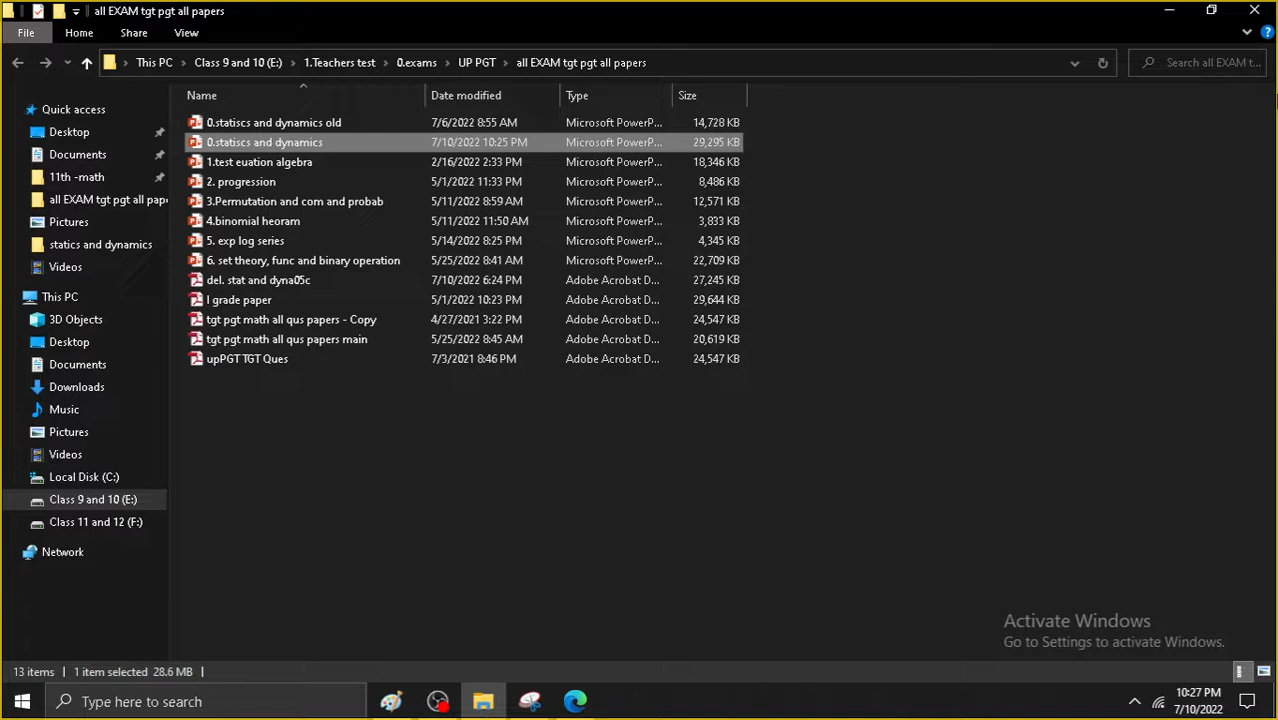 all EXAM tgt pgt all papers
File Home Share View
This PC Class 9 and 10 (E:) 1.Teachers test 0.exams UP PGT all EXAM tgt pgt all papers Search all EXAM t...
Name Date modified Type Size
Quick access
Desktop
Documents
11th -math
all EXAM tgt pgt all pape
Pictures
statics and dynamics
Videos
This PC
3D Objects
Desktop
Documents
Downloads
Music
Pictures
Videos
Local Disk (C:)
Class 9 and 10 (E:)
Class 11 and 12 (F:)
Network
0.statiscs and dynamics old 7/6/2022 8:55 AM Microsoft PowerP... 14,728 KB
0.statiscs and dynamics 7/10/2022 10:25 PM Microsoft PowerP... 29,295 KB
1.test euation algebra 2/16/2022 2:33 PM Microsoft PowerP... 18,346 KB
2. progression 5/1/2022 11:33 PM Microsoft PowerP... 8,486 KB
3.Permutation and com and probab 5/11/2022 8:59 AM Microsoft PowerP... 12,571 KB
4.binomial heoram 5/11/2022 11:50 AM Microsoft PowerP... 3,833 KB
5. exp log series 5/14/2022 8:25 PM Microsoft PowerP... 4,345 KB
6. set theory, func and binary operation 5/25/2022 8:41 AM Microsoft PowerP... 22,709 KB
del. stat and dyna05c 7/10/2022 6:24 PM Adobe Acrobat D... 27,245 KB
I grade paper 5/1/2022 10:23 PM Adobe Acrobat D... 29,644 KB
tgt pgt math all qus papers - Copy 4/27/2021 3:22 PM Adobe Acrobat D... 24,547 KB
tgt pgt math all qus papers main 5/25/2022 8:45 AM Adobe Acrobat D... 20,619 KB
upPGT TGT Ques 7/3/2021 8:46 PM Adobe Acrobat D... 24,547 KB
Activate Windows
Go to Settings to activate Windows.
13 items 1 item selected 28.6 MB
Type here to search
10:27 PM
7/10/2022